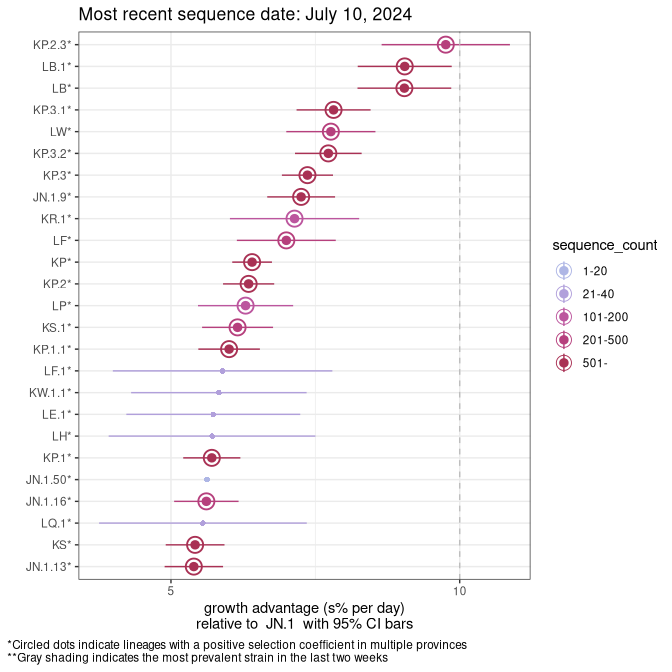 Most recent sequence date: July 10, 2024
KP.2.3*
LB.1*
LB*
KP.3.1*
LW*
KP.3.2*
KP.3*
JN.1.9*
KR.1*
LF*
KP*
KP.2*
LP*
KS.1*
KP.1.1*
LF.1*
KW.1.1*
LE.1*
LH*
KP.1*
JN.1.50*
JN.1.16*
LQ.1*
KS*
JN.1.13*
5
10
growth advantage (s% per day)
relative to JN.1 with 95% CI bars
sequence_count
1-20
21-40
101-200
201-500
501-
*Circled dots indicate lineages with a positive selection coefficient in multiple provinces
**Gray shading indicates the most prevalent strain in the last two weeks